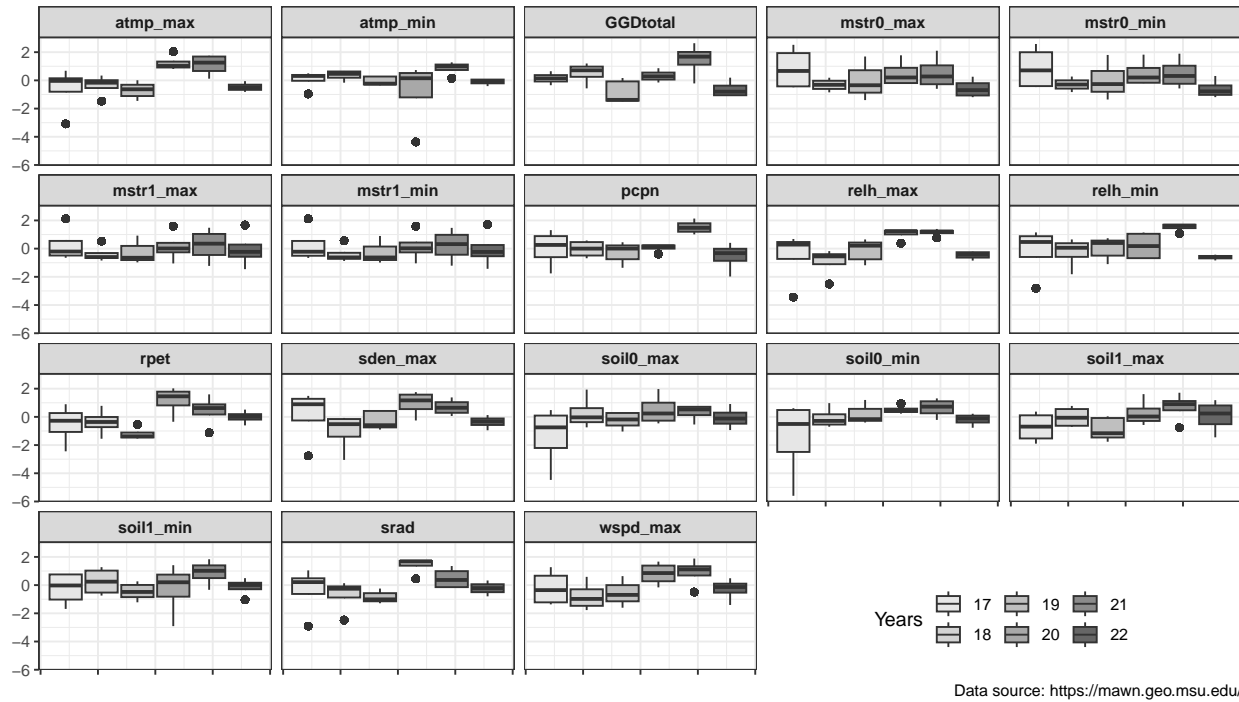 atmp_max atmp_min GGDtotal mstr0_max mstr0_min
2
0
−2
−4
−6
mstr1_max mstr1_min pcpn relh_max relh_min
2
0
−2
−4
−6
rpet sden_max soil0_max soil0_min soil1_max
2
0
−2
−4
−6
soil1_min srad wspd_max
2
0
−2
−4
−6
Years 17 19 21
18 20 22
Data source: https://mawn.geo.msu.edu/